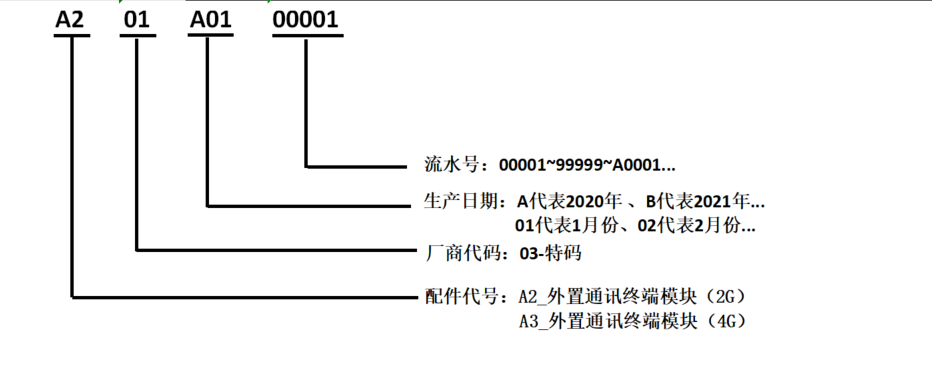 A2 01 A01 00001
流水号：00001~99999~A0001...
生产日期：A代表2020年 、B代表2021年...
01代表1月份、02代表2月份...
厂商代码：03-特码
配件代号：A2_外置通讯终端模块（2G）
A3_外置通讯终端模块（4G）